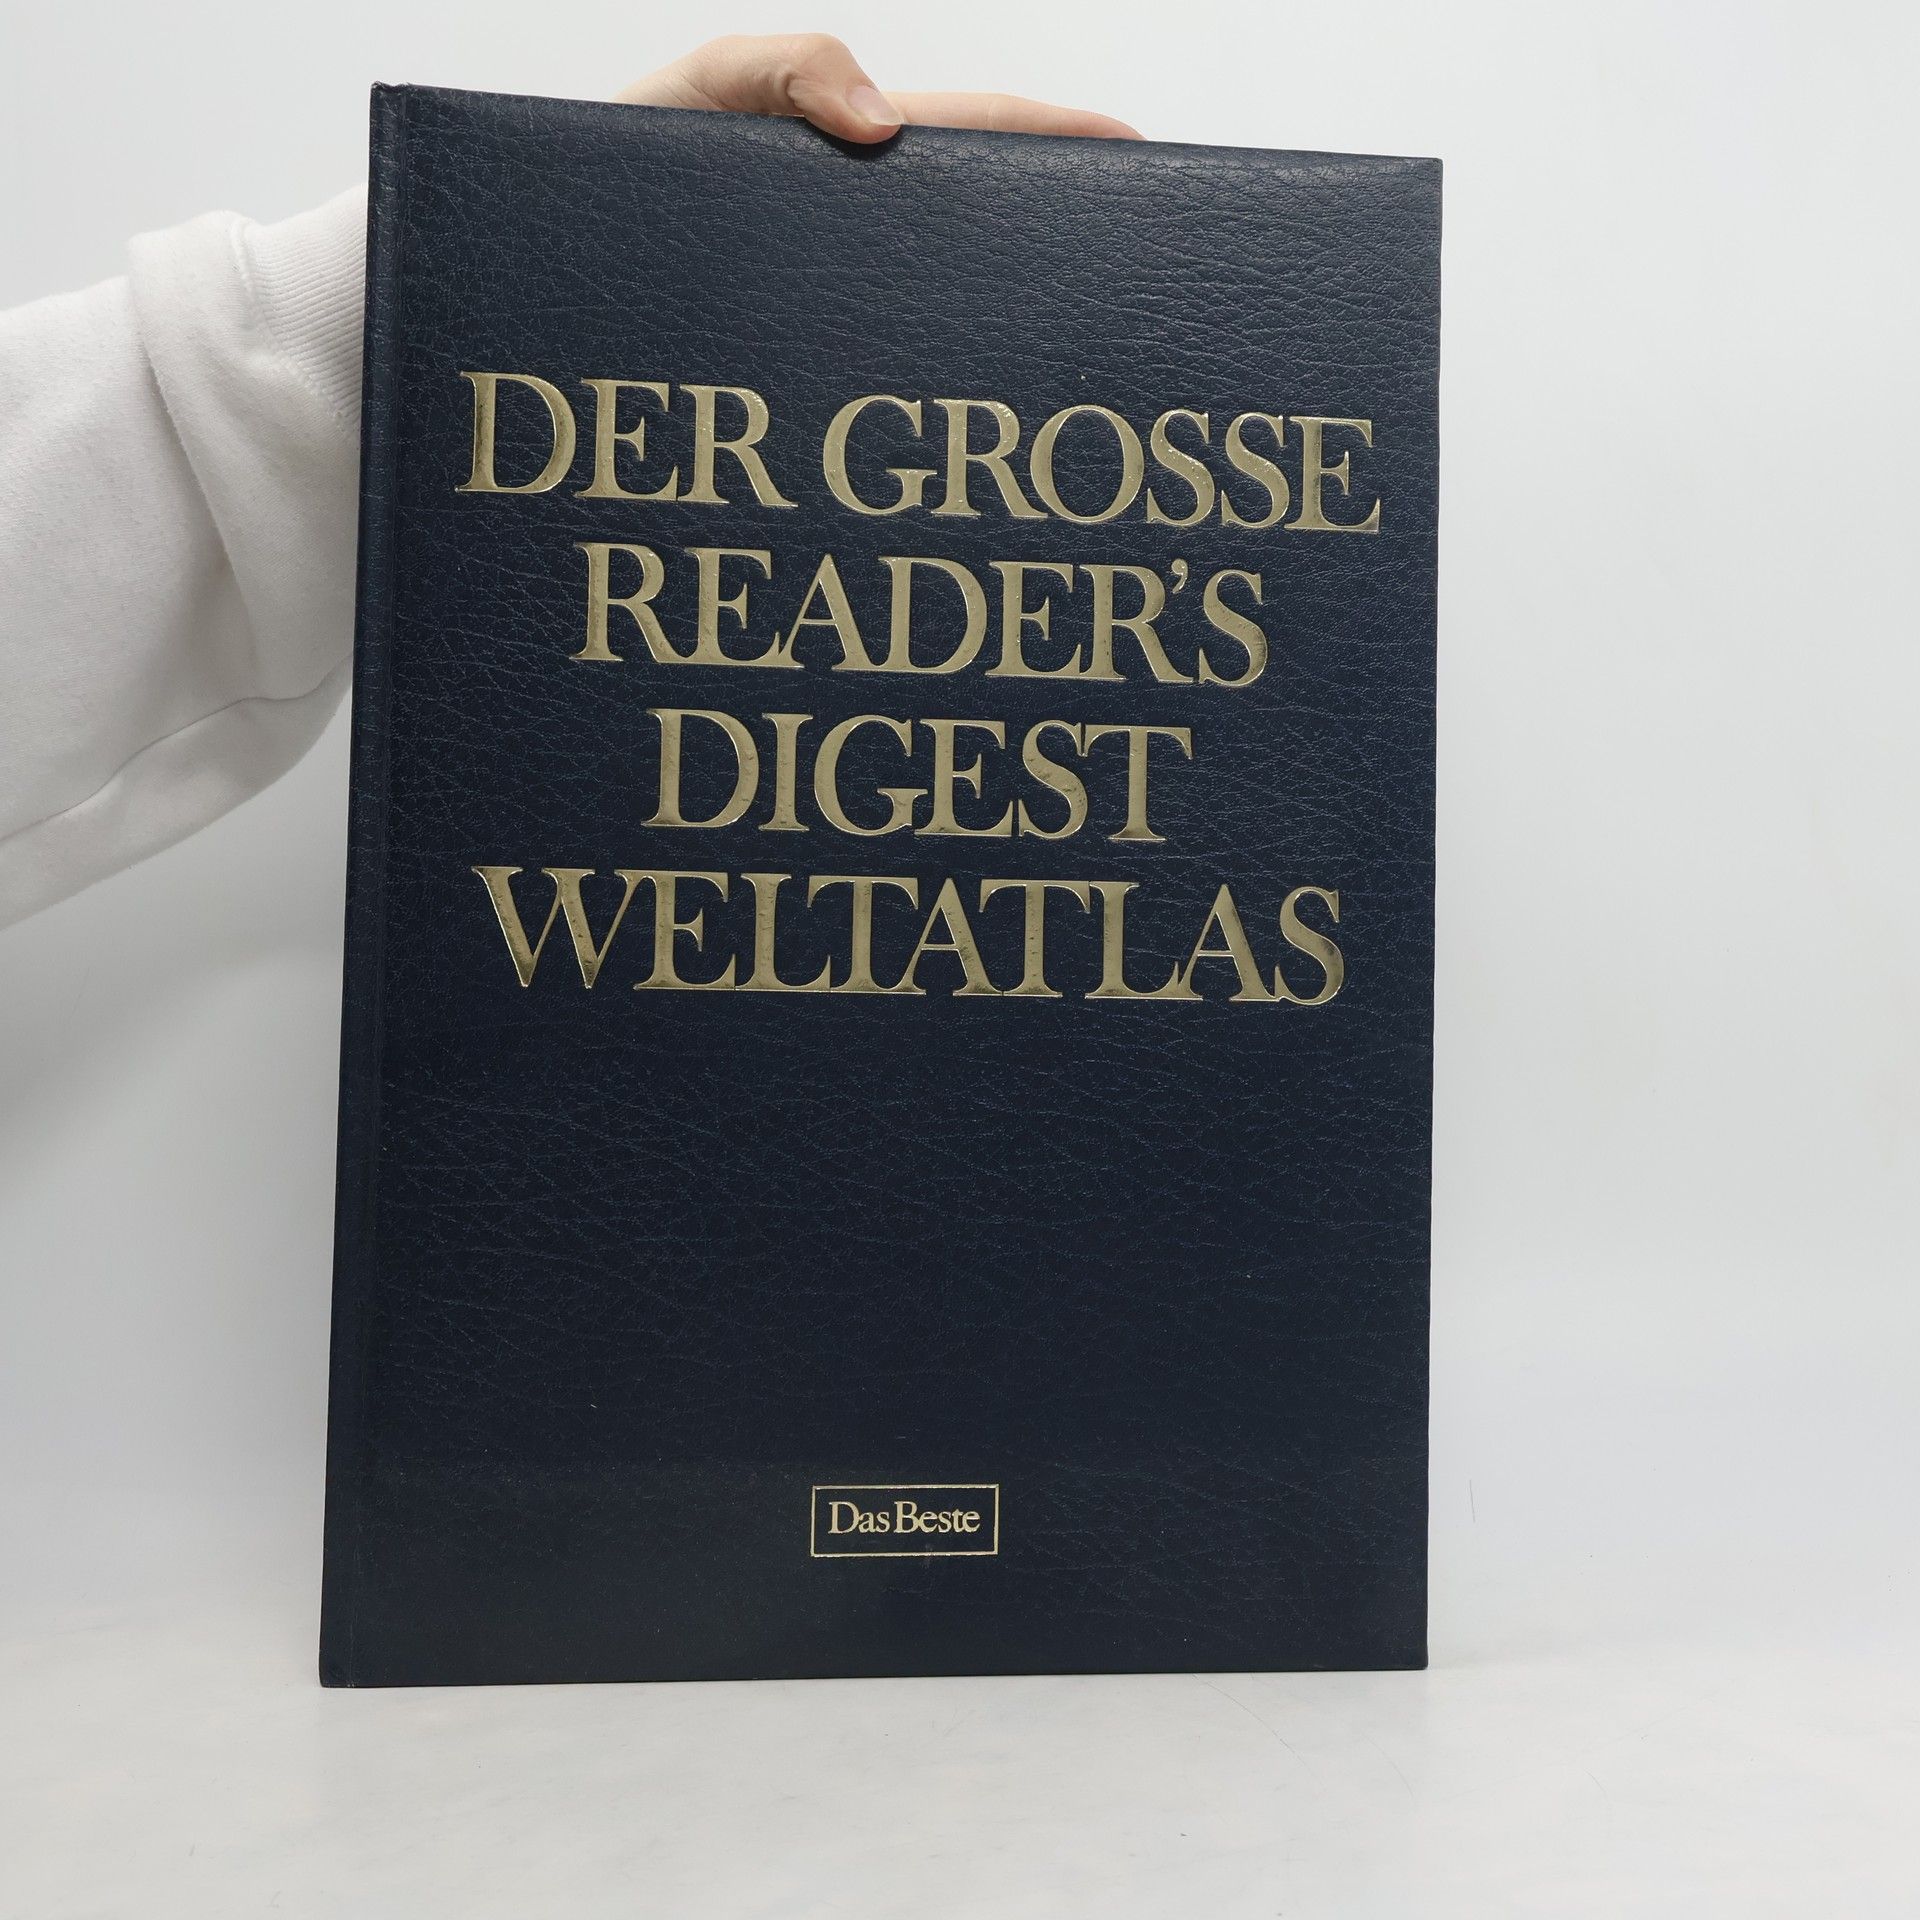 DER GROSSE
READER'S
DIGEST
WELTATLAS
Das Beste